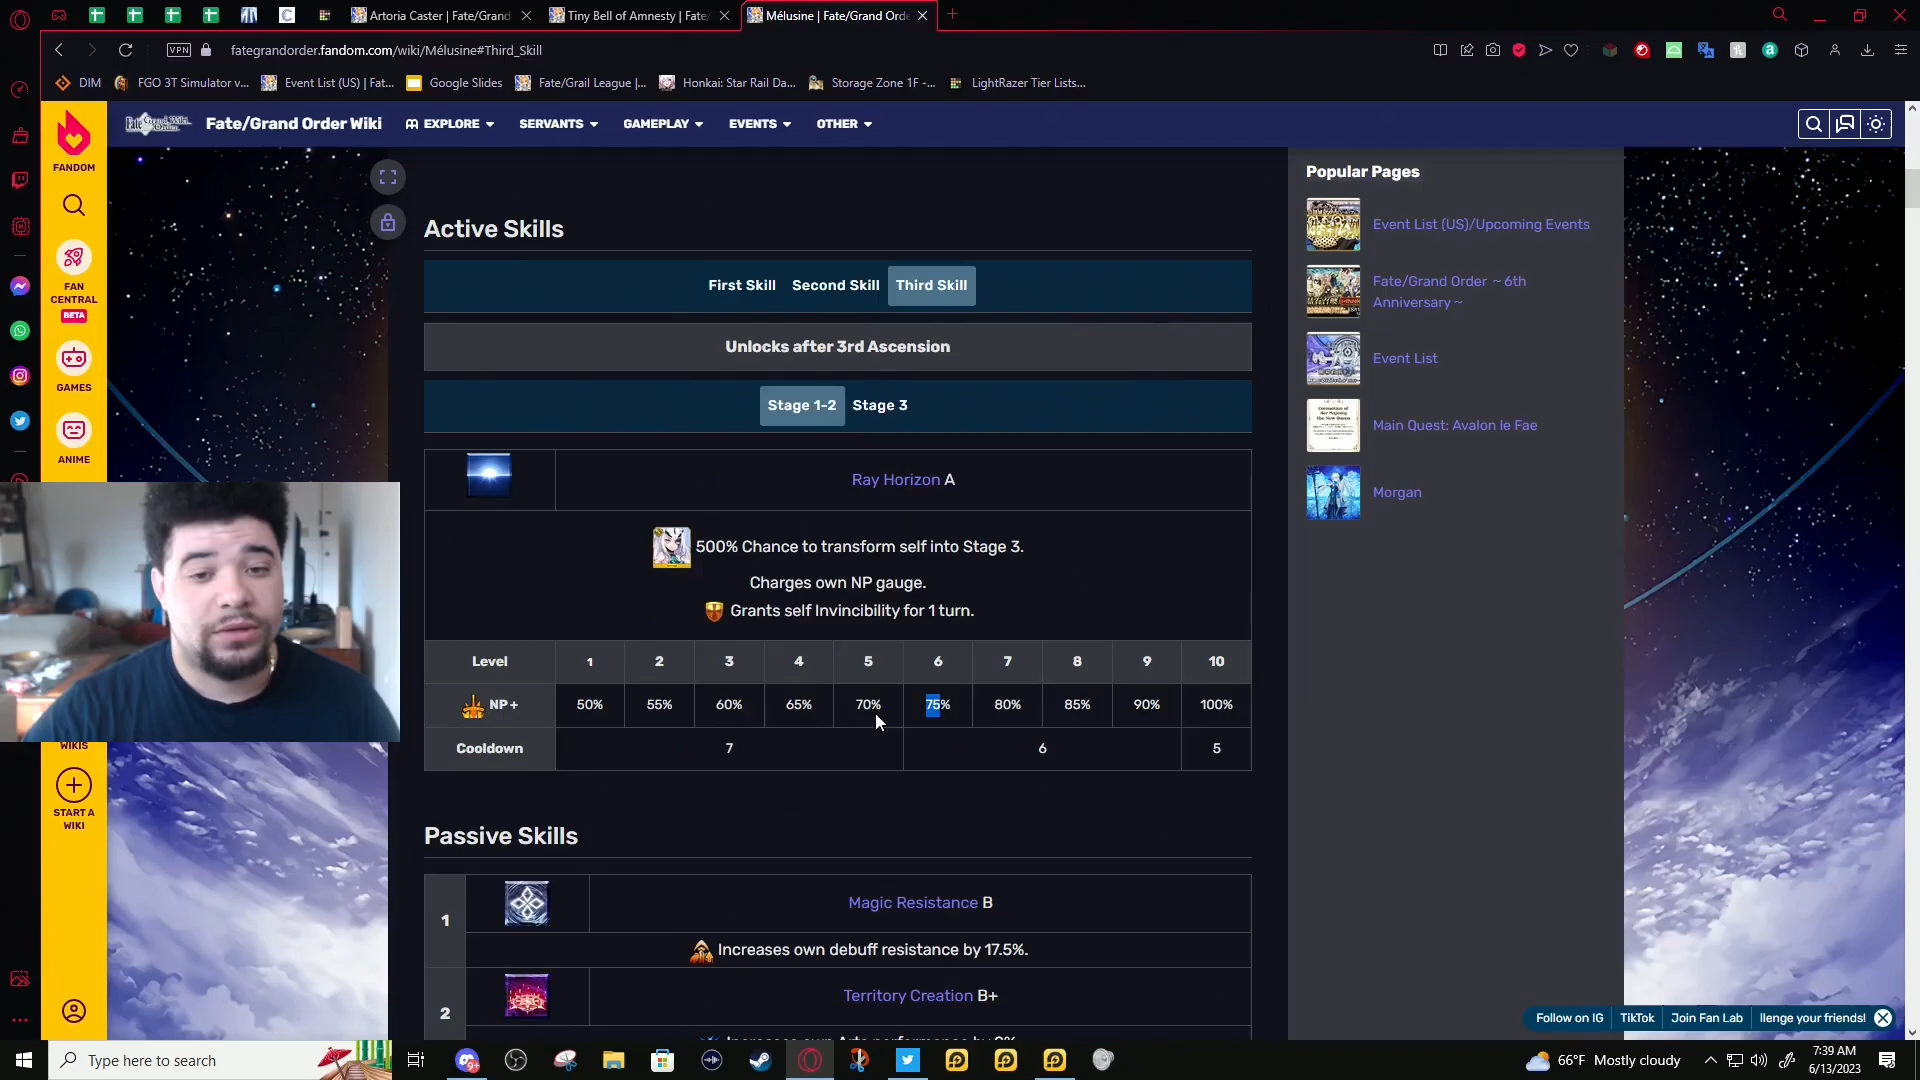 Artoria Caster | Fate/Grand
Tiny Bell of Amnesty | Fate/
Mélusine | Fate/Grand Orde
VPN
fategrandorder.fandom.com/wiki/Mélusine#Third_Skill
DIM
FGO 3T Simulator v...
Event List (US) | Fat...
Google Slides
Fate/Grail League |...
Honkai: Star Rail Da...
Storage Zone 1F -...
LightRazer Tier Lists...
Fate/Grand Order Wiki
EXPLORE
SERVANTS
GAMEPLAY
EVENTS
OTHER
FANDOM
FAN
CENTRAL
BETA
GAMES
ANIME
WIKIS
START A
WIKI
Active Skills
First Skill
Second Skill
Third Skill
Unlocks after 3rd Ascension
Stage 1-2
Stage 3
Ray Horizon A
500% Chance to transform self into Stage 3.
Charges own NP gauge.
Grants self Invincibility for 1 turn.
Level 1 2 3 4 5 6 7 8 9 10
NP + 50% 55% 60% 65% 70% 75% 80% 85% 90% 100%
Cooldown 7 6 5
Passive Skills
1
Magic Resistance B
Increases own debuff resistance by 17.5%.
2
Territory Creation B+
Popular Pages
Event List (US)/Upcoming Events
Fate/Grand Order ～6th
Anniversary～
Event List
Main Quest: Avalon le Fae
Morgan
Follow on IG
TikTok
Join Fan Lab
llenge your friends!
Type here to search
66°F Mostly cloudy
7:39 AM
6/13/2023